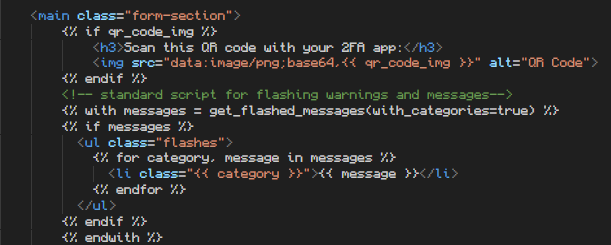 <main class="form-section">
{% if qr_code_img %}
<h3>Scan this QR code with your 2FA app:</h3>
<img src="data:image/png;base64,{{ qr_code_img }}" alt="QR Code">
{% endif %}
<!-- standard script for flashing warnings and messages-->
{% with messages = get_flashed_messages(with_categories=true) %}
{% if messages %}
<ul class="flashes">
{% for category, message in messages %}
<li class="{{ category }}">{{ message }}</li>
{% endfor %}
</ul>
{% endif %}
{% endwith %}